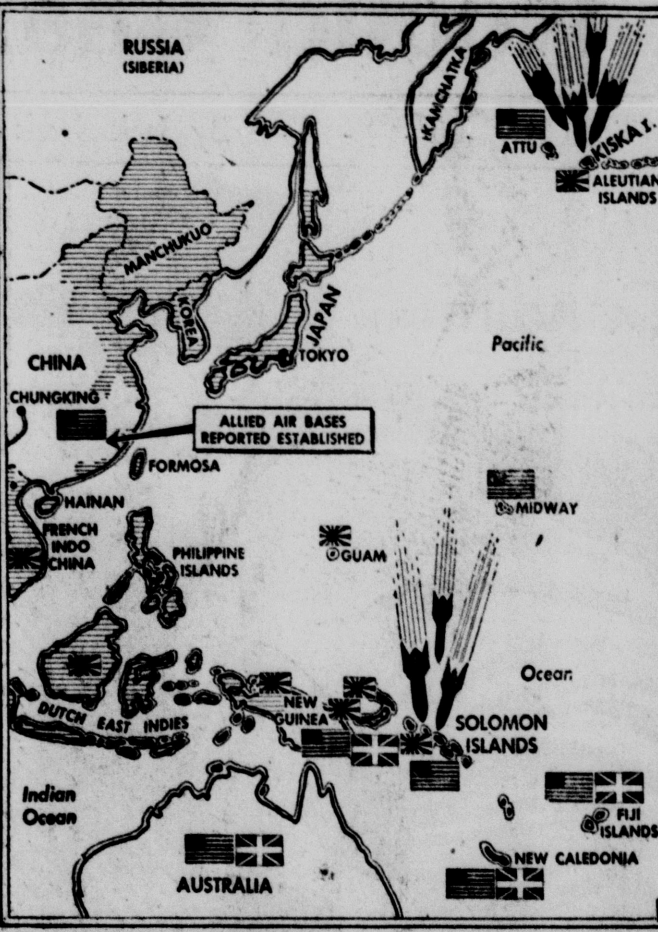 RUSSIA
(SIBERIA)
KAMCHATKA
ATTU
KISKA I.
ALEUTIAN
ISLANDS
MANCHUKUO
KOREA
JAPAN
TOKYO
Pacific
CHINA
CHUNGKING
ALLIED AIR BASES
REPORTED ESTABLISHED
FORMOSA
HAINAN
MIDWAY
FRENCH
INDO
CHINA
PHILIPPINE
ISLANDS
GUAM
Ocean
DUTCH EAST INDIES
NEW
GUINEA
SOLOMON
ISLANDS
Indian
Ocean
FIJI
ISLANDS
NEW CALEDONIA
AUSTRALIA